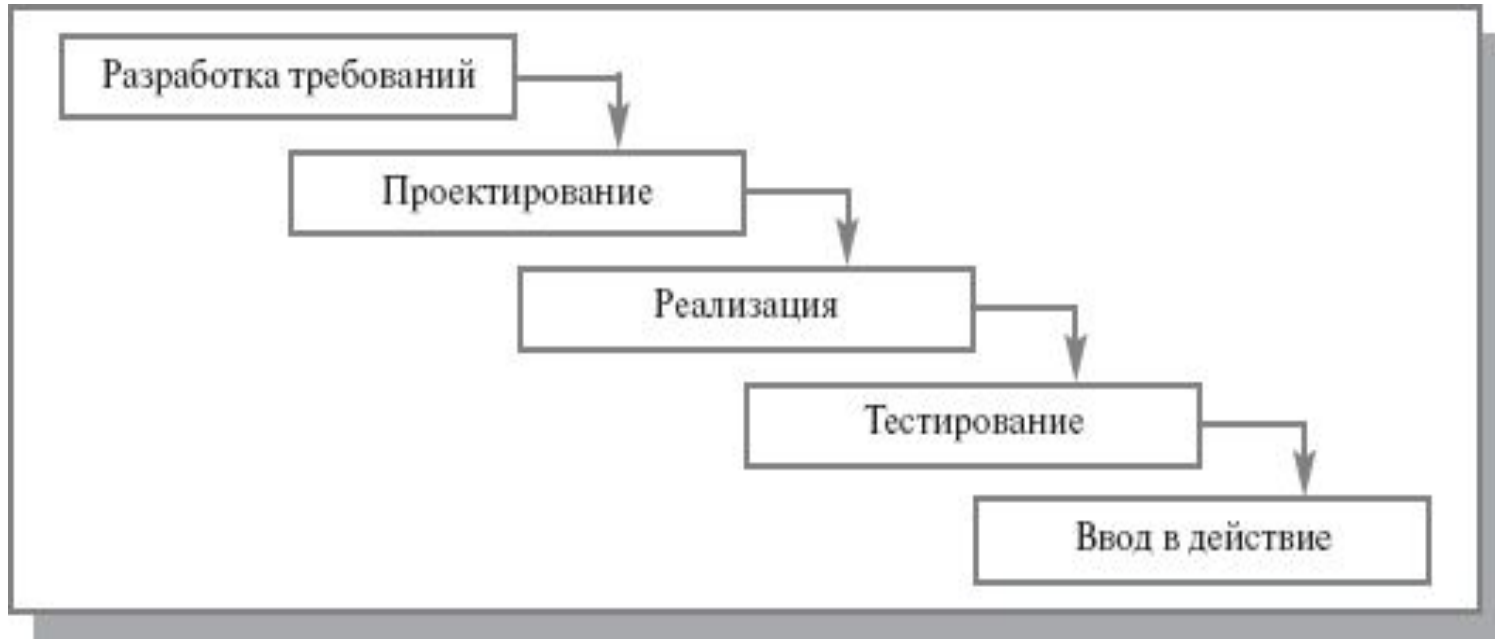 Разработка требований
Проектирование
Реализация
Тестирование
Ввод в действие